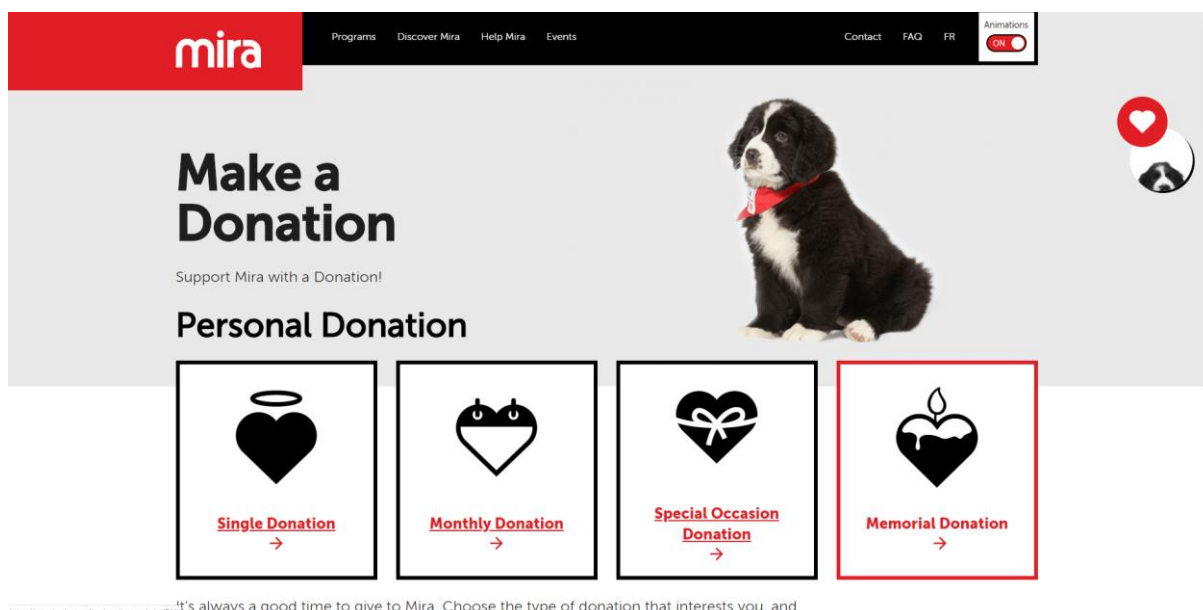 mira
Programs Discover Mira Help Mira Events Contact FAQ FR
Animations
ON
Make a
Donation
Support Mira with a Donation!
Personal Donation
Single Donation
→
Monthly Donation
→
Special Occasion
Donation
→
Memorial Donation
→
It's always a good time to give to Mira. Choose the type of donation that interests you, and